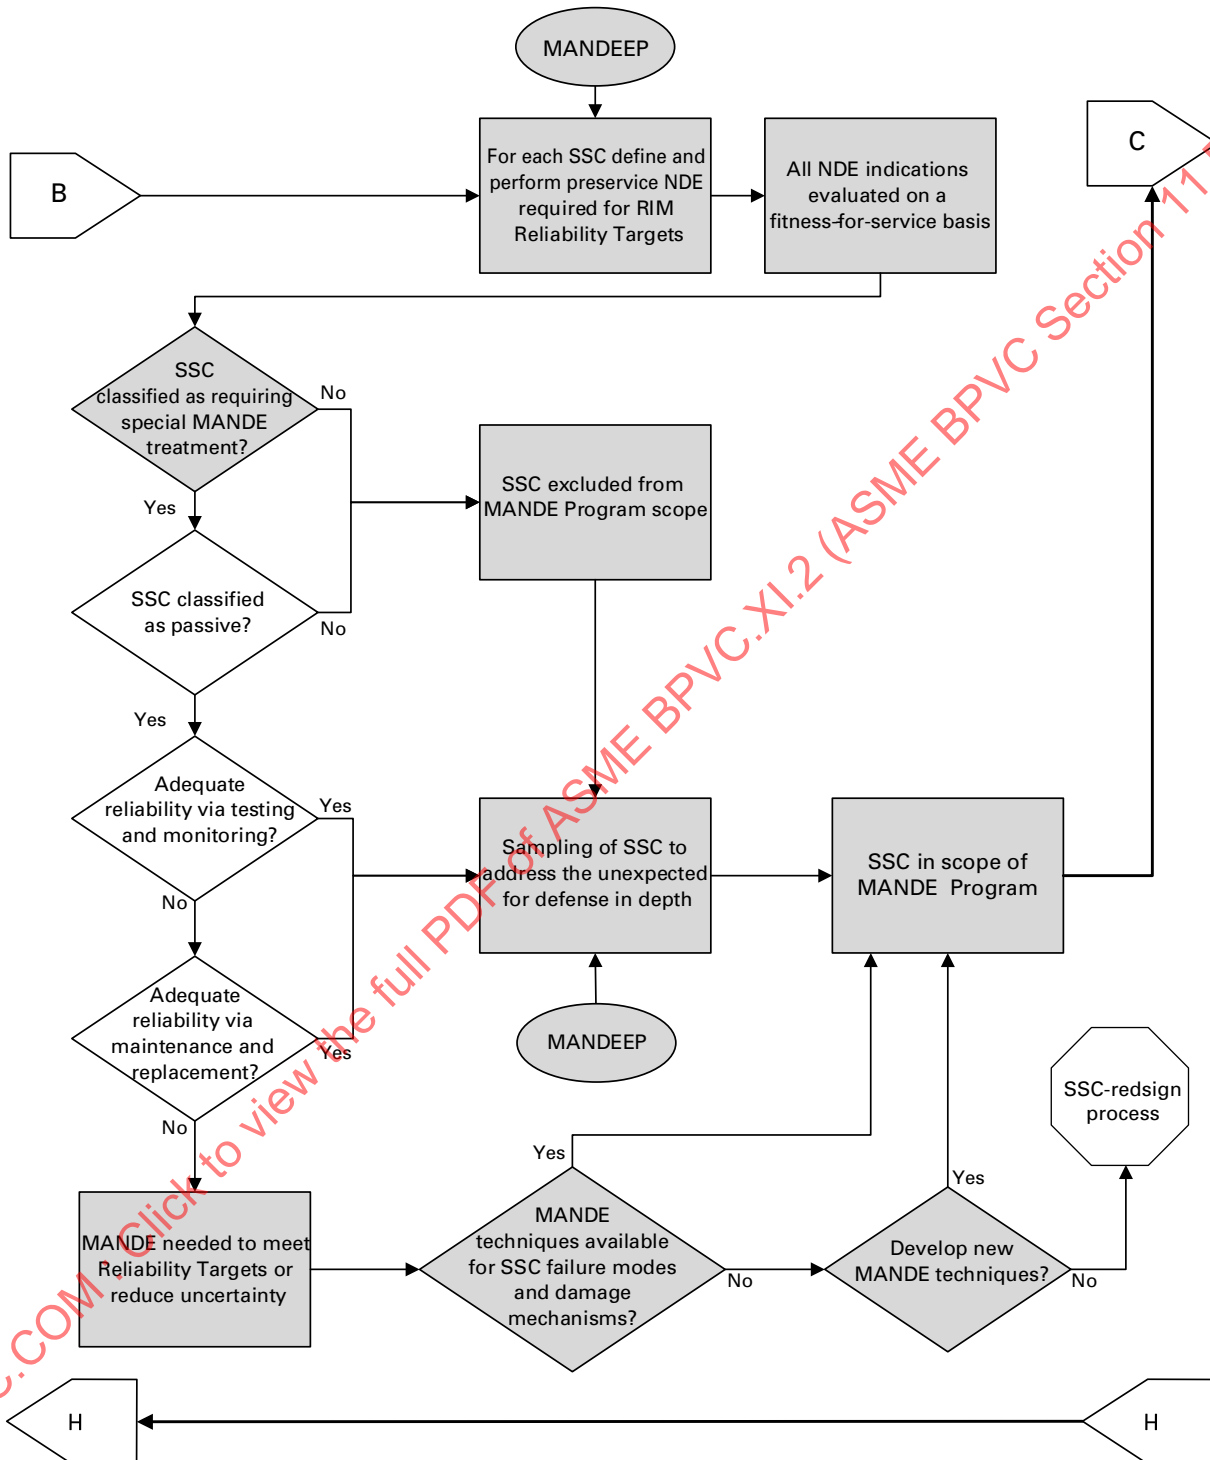 MANDEEP
B
For each SSC define and
perform preservice NDE
required for RIM
Reliability Targets
All NDE indications
evaluated on a
fitness-for-service basis
C
SSC
classified as requiring
special MANDE
treatment?
No
Yes
SSC excluded from
MANDE Program scope
SSC classified
as passive?
No
Yes
Adequate
reliability via testing
and monitoring?
Yes
No
Sampling of SSC to
address the unexpected
for defense in depth
SSC in scope of
MANDE Program
Adequate
reliability via
maintenance and
replacement?
Yes
No
MANDEEP
SSC-redsign
process
MANDE needed to meet
Reliability Targets or
reduce uncertainty
Yes
MANDE
techniques available
for SSC failure modes
and damage
mechanisms?
No
Yes
Develop new
MANDE techniques?
No
H
H
C.COM : Click to view the full PDF of ASME BPVC.XI.2 (ASME BPVC Section 11